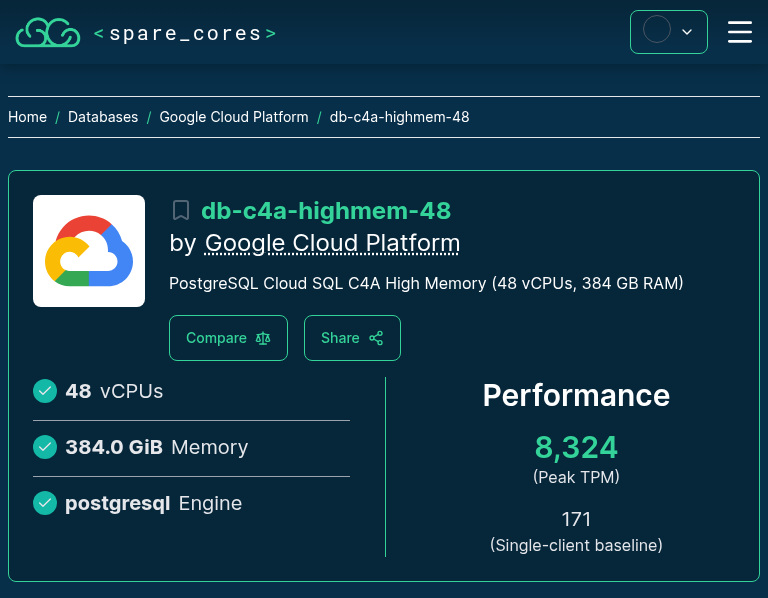 <spare_cores>
Home / Databases / Google Cloud Platform / db-c4a-highmem-48
db-c4a-highmem-48
by Google Cloud Platform
PostgreSQL Cloud SQL C4A High Memory (48 vCPUs, 384 GB RAM)
Compare
Share
48 vCPUs
384.0 GiB Memory
postgresql Engine
Performance
8,324
(Peak TPM)
171
(Single-client baseline)